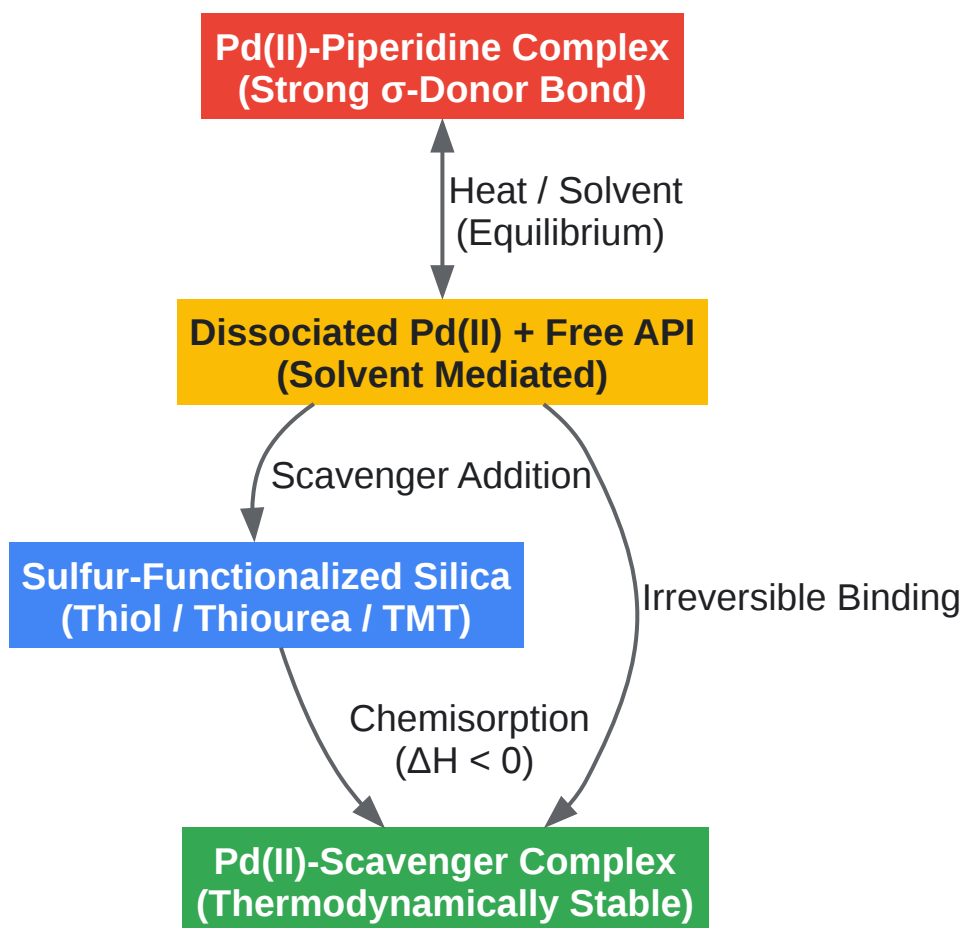 Pd(II)-Piperidine Complex
(Strong σ-Donor Bond)
Heat / Solvent
(Equilibrium)
Dissociated Pd(II) + Free API
(Solvent Mediated)
Scavenger Addition
Sulfur-Functionalized Silica
(Thiol / Thiourea / TMT)
Irreversible Binding
Chemisorption
(ΔH < 0)
Pd(II)-Scavenger Complex
(Thermodynamically Stable)